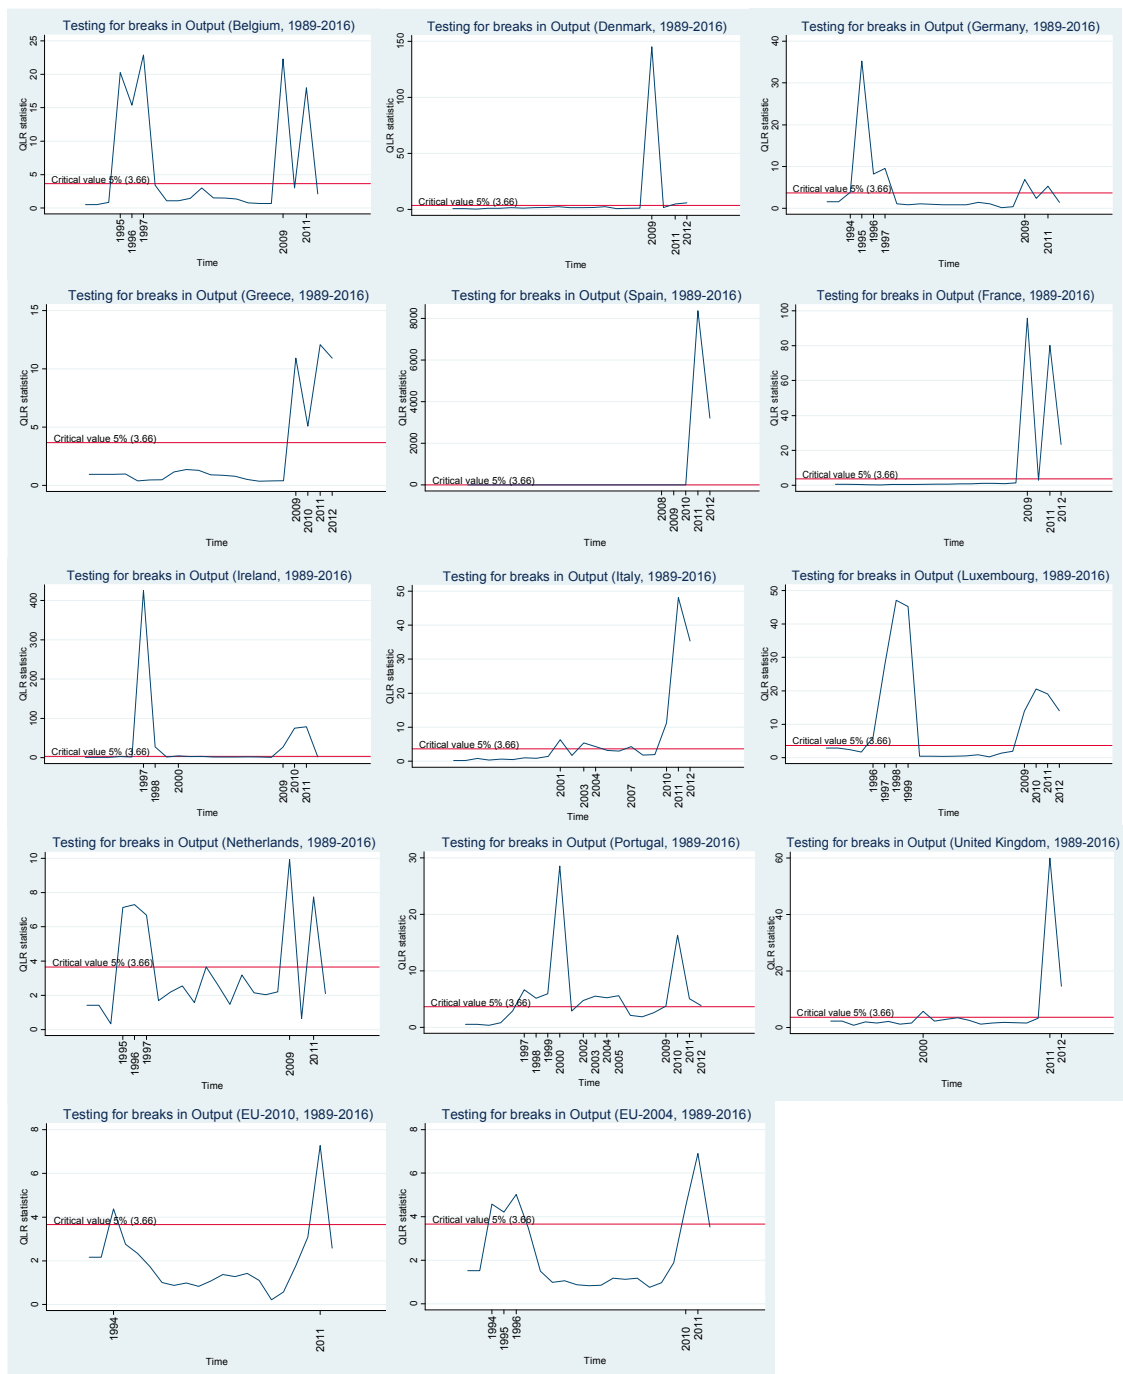 Testing for breaks in Output (Belgium, 1989-2016)
QLR statistic
25
20
15
10
5
0
Critical value 5% (3.66)
1995
1996
1997
2009
2011
Time
Testing for breaks in Output (Denmark, 1989-2016)
QLR statistic
150
100
50
0
Critical value 5% (3.66)
2009
2011
2012
Time
Testing for breaks in Output (Germany, 1989-2016)
QLR statistic
40
30
20
10
0
Critical value 5% (3.66)
1994
1995
1996
1997
2009
2011
Time
Testing for breaks in Output (Greece, 1989-2016)
QLR statistic
15
10
5
0
Critical value 5% (3.66)
2009
2010
2011
2012
Time
Testing for breaks in Output (Spain, 1989-2016)
QLR statistic
8000
6000
4000
2000
0
Critical value 5% (3.66)
2008
2009
2010
2011
2012
Time
Testing for breaks in Output (France, 1989-2016)
QLR statistic
100
80
60
40
20
0
Critical value 5% (3.66)
2009
2011
2012
Time
Testing for breaks in Output (Ireland, 1989-2016)
QLR statistic
400
300
200
100
0
Critical value 5% (3.66)
1997
1998
2000
2009
2010
2011
Time
Testing for breaks in Output (Italy, 1989-2016)
QLR statistic
50
40
30
20
10
0
Critical value 5% (3.66)
2001
2003
2004
2007
2010
2011
2012
Time
Testing for breaks in Output (Luxembourg, 1989-2016)
QLR statistic
50
40
30
20
10
0
Critical value 5% (3.66)
1996
1997
1998
1999
2009
2010
2011
2012
Time
Testing for breaks in Output (Netherlands, 1989-2016)
QLR statistic
10
8
6
4
2
0
Critical value 5% (3.66)
1995
1996
1997
2009
2011
Time
Testing for breaks in Output (Portugal, 1989-2016)
QLR statistic
30
20
10
0
Critical value 5% (3.66)
1997
1998
1999
2000
2002
2003
2004
2005
2009
2010
2011
2012
Time
Testing for breaks in Output (United Kingdom, 1989-2016)
QLR statistic
60
40
20
0
Critical value 5% (3.66)
2000
2011
2012
Time
Testing for breaks in Output (EU-2010, 1989-2016)
QLR statistic
8
6
4
2
0
Critical value 5% (3.66)
1994
2011
Time
Testing for breaks in Output (EU-2004, 1989-2016)
QLR statistic
8
6
4
2
0
Critical value 5% (3.66)
1994
1995
1996
2010
2011
Time